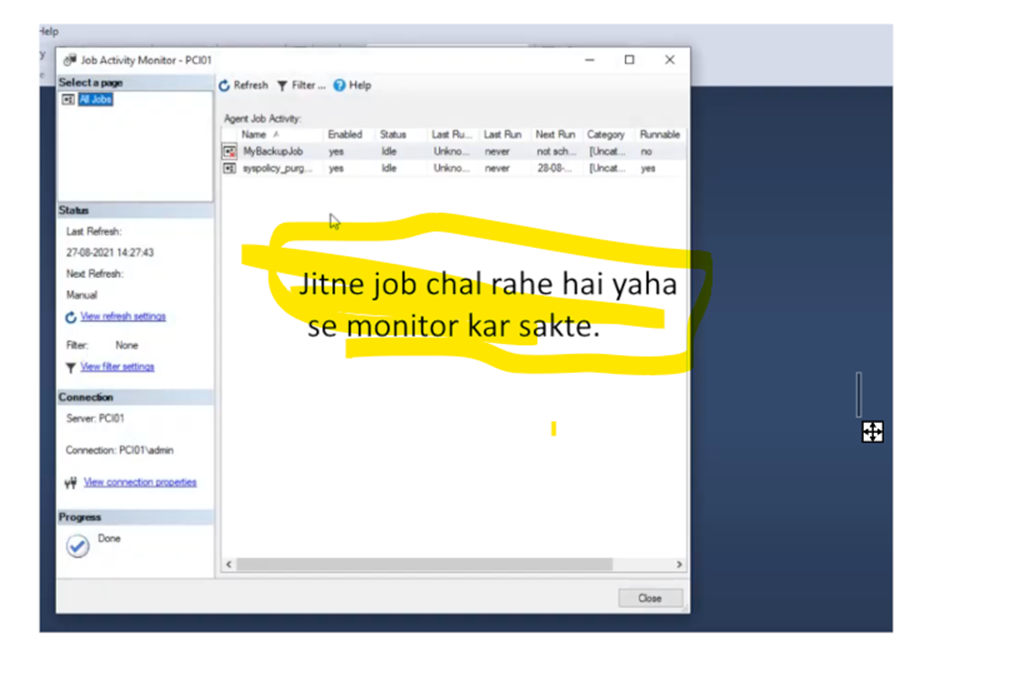 Help
Job Activity Monitor - PCI01
Select a page
All Jobs
Refresh Filter ... Help
Agent Job Activity:
Name Enabled Status Last Ru... Last Run Next Run Category Runnable
MyBackupJob yes Idle Unkno... never not sch... [Uncat... no
syspolicy_purg... yes Idle Unkno... never 28-08-... [Uncat... yes
Status
Last Refresh:
27-08-2021 14:27:43
Next Refresh:
Manual
View refresh settings
Filter: None
View filter settings
Jitne job chal rahe hai yaha
se monitor kar sakte.
Connection
Server: PCI01
Connection: PCI01\admin
View connection properties
Progress
Done
Close